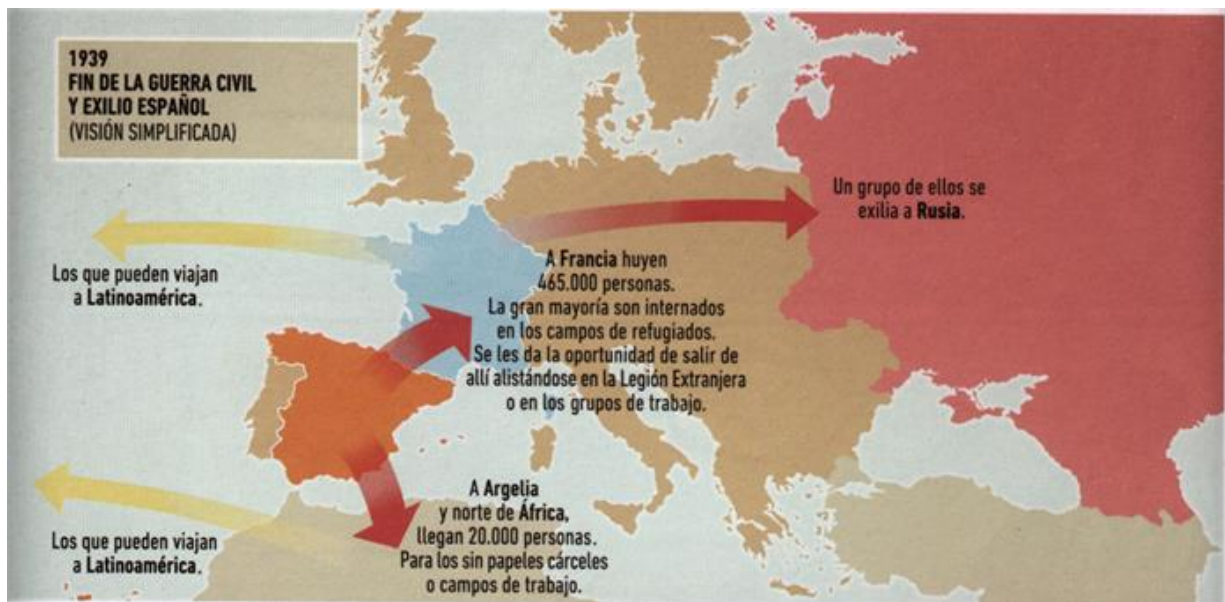 1939
FIN DE LA GUERRA CIVIL
Y EXILIO ESPAÑOL
(VISIÓN SIMPLIFICADA)
Un grupo de ellos se
exilia a Rusia.
Los que pueden viajan
a Latinoamérica.
A Francia huyen
465.000 personas.
La gran mayoría son internados
en los campos de refugiados.
Se les da la oportunidad de salir de
allí alistándose en la Legión Extranjera
o en los grupos de trabajo.
A Argelia
y norte de África,
llegan 20.000 personas.
Para los sin papeles cárceles
o campos de trabajo.
Los que pueden viajan
a Latinoamérica.